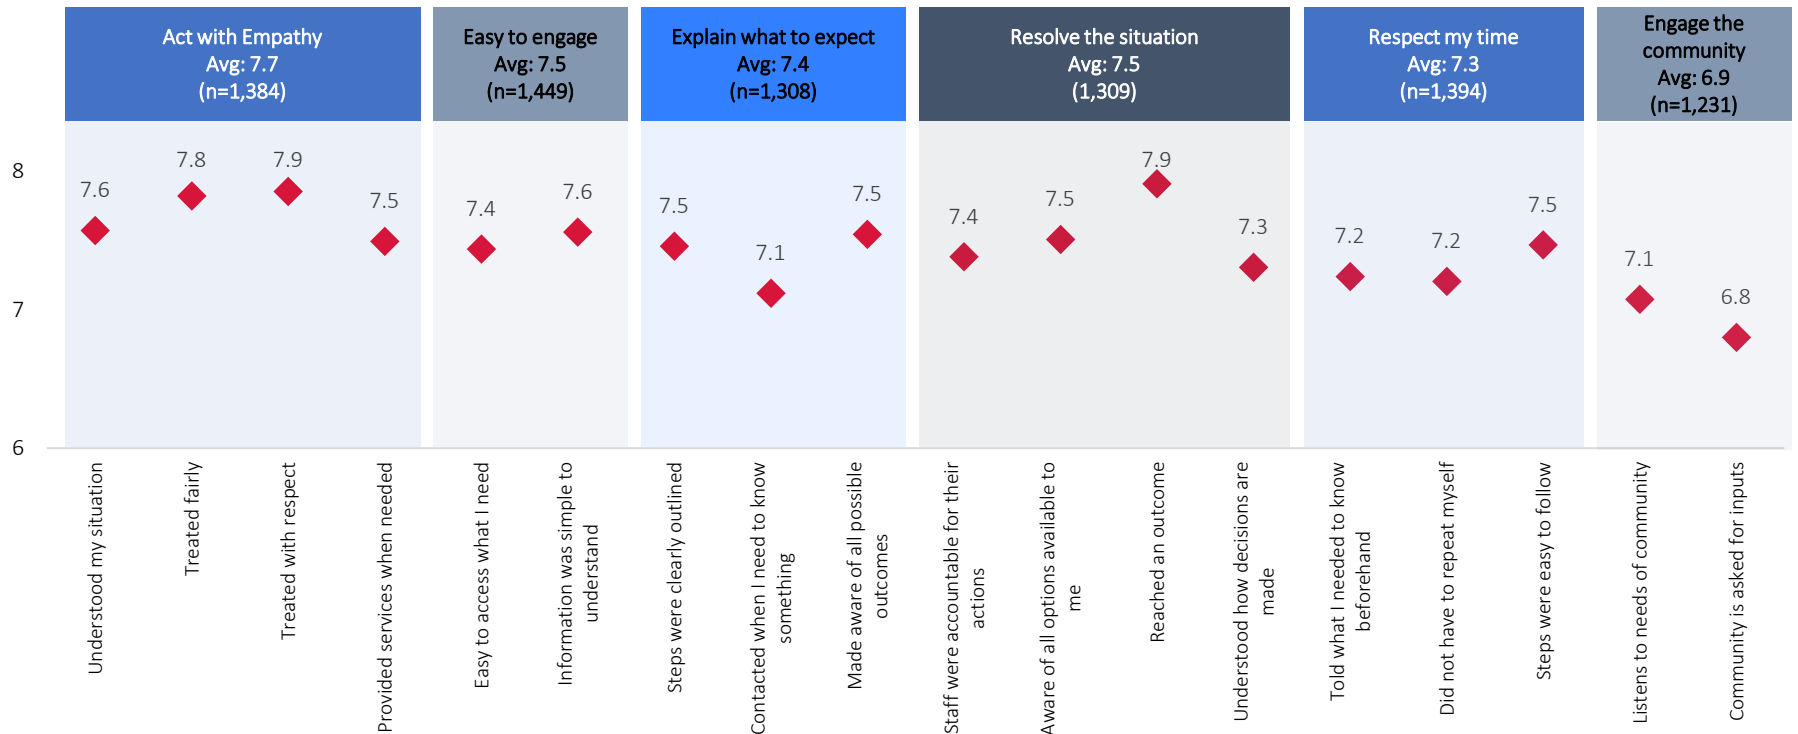 Act with Empathy
Avg: 7.7
(n=1,384)
Easy to engage
Avg: 7.5
(n=1,449)
Explain what to expect
Avg: 7.4
(n=1,308)
Resolve the situation
Avg: 7.5
(1,309)
Respect my time
Avg: 7.3
(n=1,394)
Engage the
community
Avg: 6.9
(n=1,231)
8
7
6
7.6
7.8
7.9
7.5
7.4
7.6
7.5
7.1
7.5
7.4
7.5
7.9
7.3
7.2
7.2
7.5
7.1
6.8
Understood my situation
Treated fairly
Treated with respect
Provided services when needed
Easy to access what I need
Information was simple to
understand
Steps were clearly outlined
Contacted when I need to know
something
Made aware of all possible
outcomes
Staff were accountable for their
actions
Aware of all options available to
me
Reached an outcome
Understood how decisions are
made
Told what I needed to know
beforehand
Did not have to repeat myself
Steps were easy to follow
Listens to needs of community
Community is asked for inputs